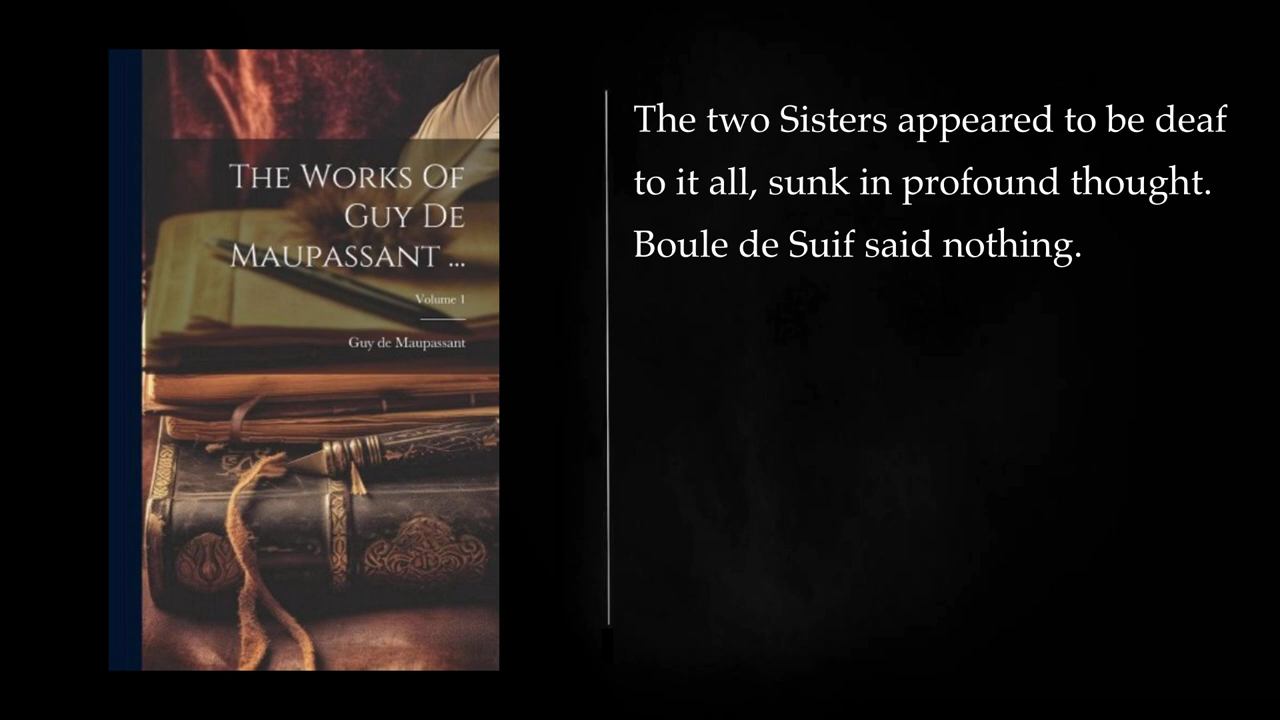 THE WORKS OF
GUY DE
MAUPASSANT ...
Volume 1
Guy de Maupassant
The two Sisters appeared to be deaf
to it all, sunk in profound thought.
Boule de Suif said nothing.